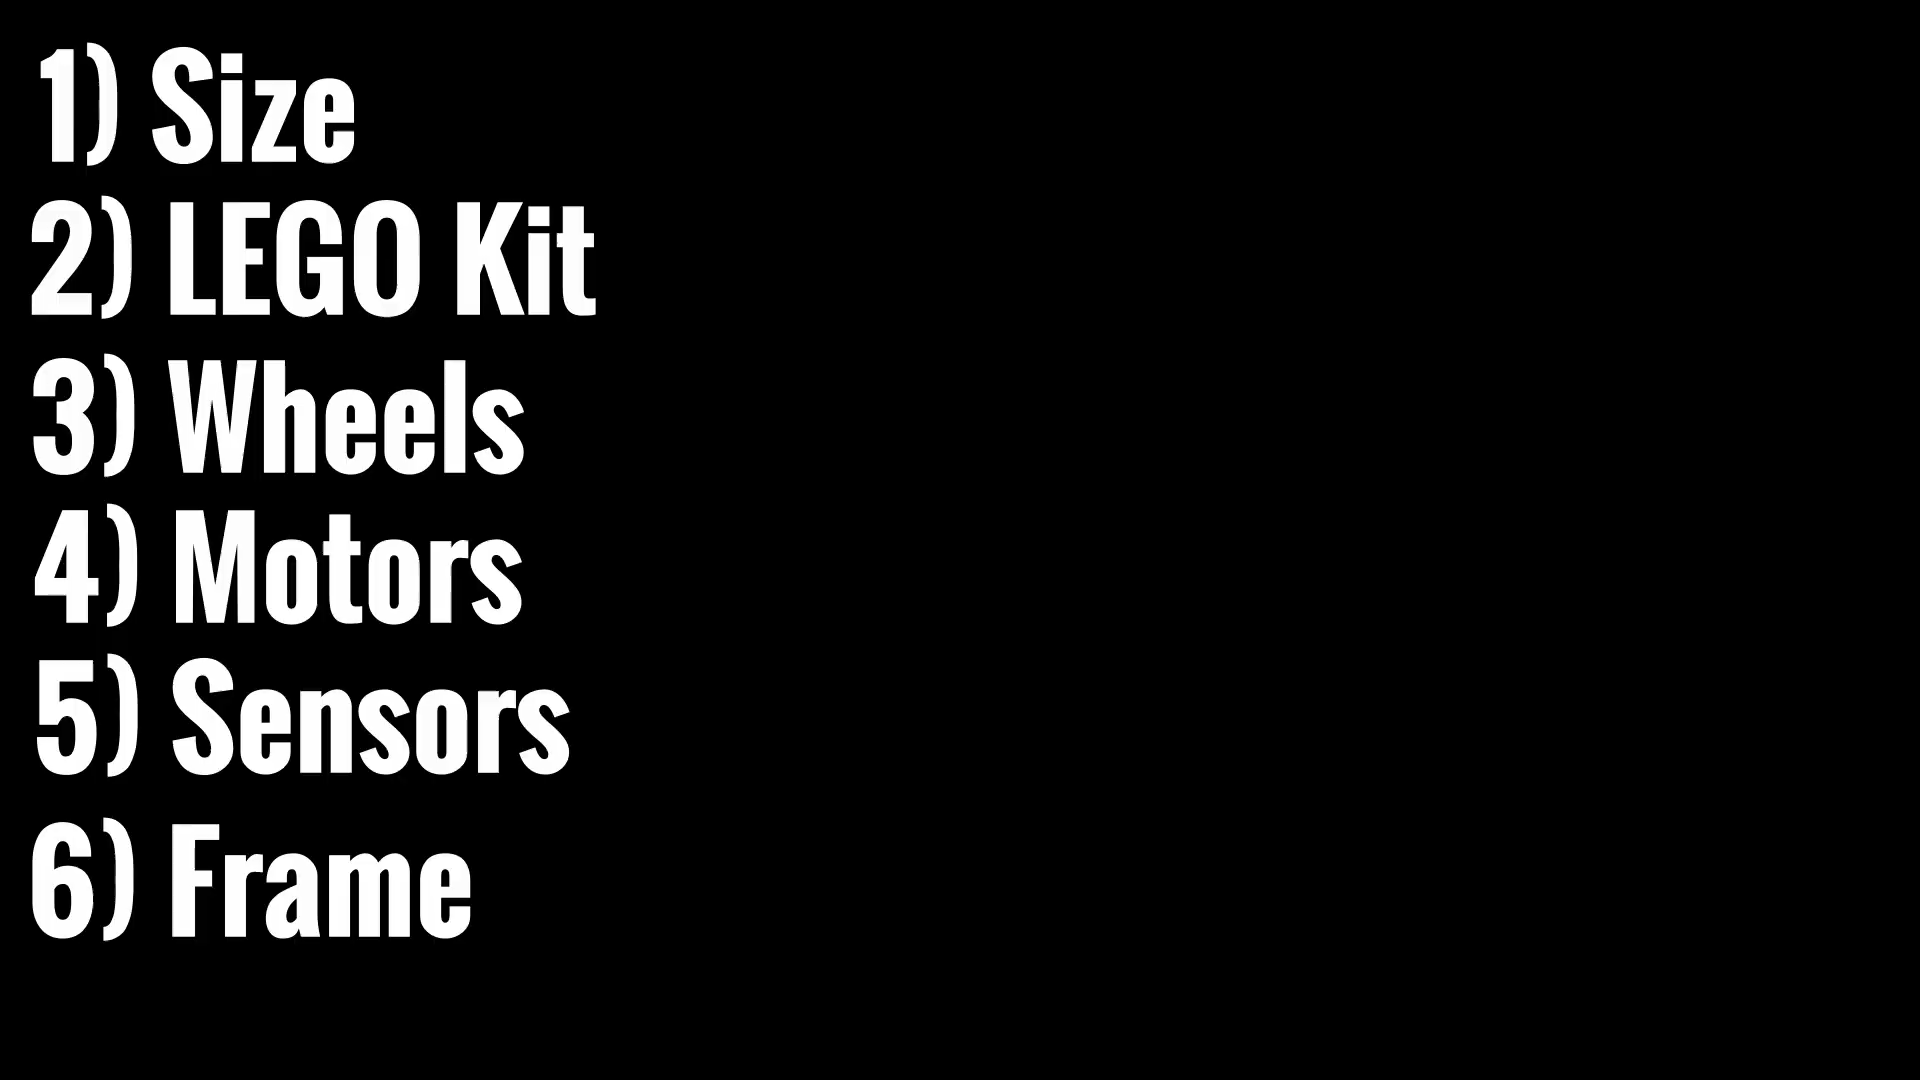 1) Size
2) LEGO Kit
3) Wheels
4) Motors
5) Sensors
6) Frame